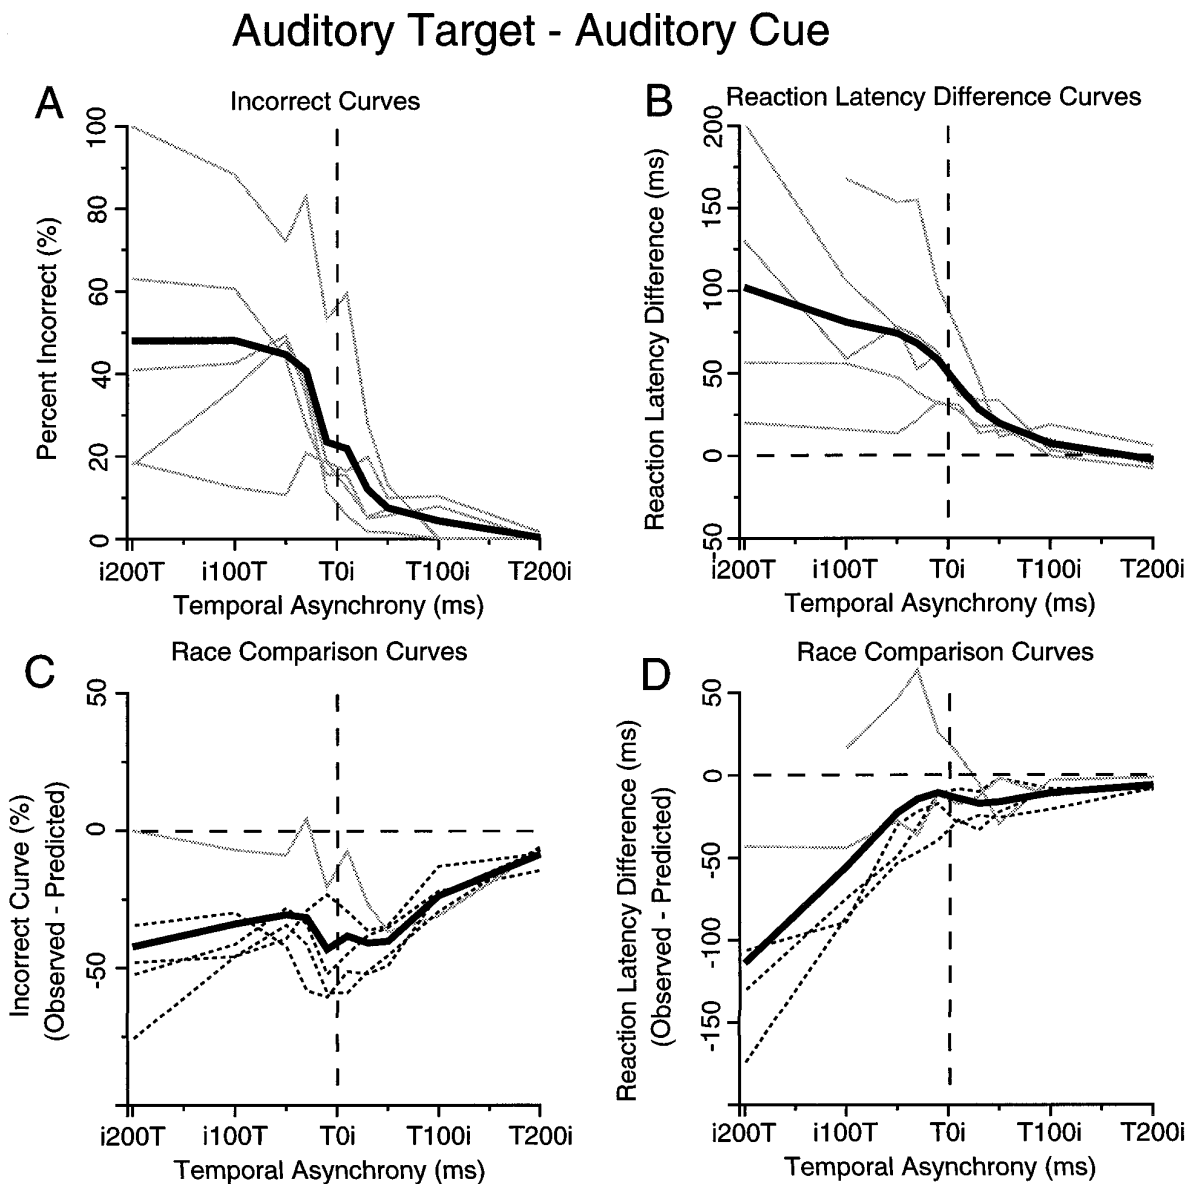 Auditory Target - Auditory Cue
A
Incorrect Curves
Percent Incorrect (%)
100
80
60
40
20
0
i200T i100T T0i T100i T200i
Temporal Asynchrony (ms)
B
Reaction Latency Difference Curves
Reaction Latency Difference (ms)
200
150
100
50
0
-50
i200T i100T T0i T100i T200i
Temporal Asynchrony (ms)
C
Race Comparison Curves
Incorrect Curve (%)
(Observed - Predicted)
50
0
-50
i200T i100T T0i T100i T200i
Temporal Asynchrony (ms)
D
Race Comparison Curves
Reaction Latency Difference (ms)
(Observed - Predicted)
50
0
-50
-100
-150
i200T i100T T0i T100i T200i
Temporal Asynchrony (ms)